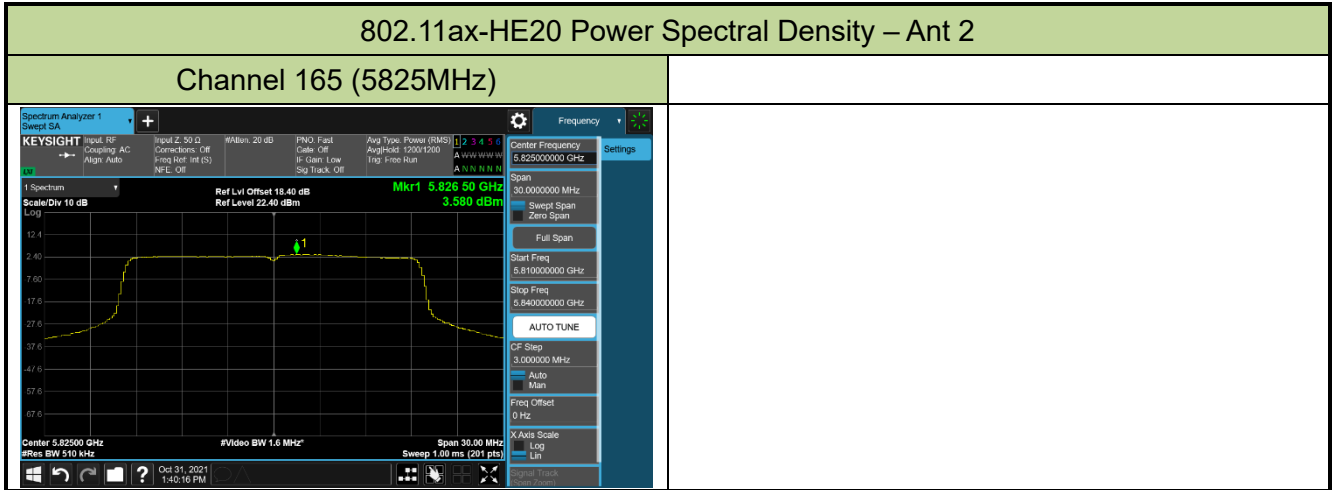 802.11ax-HE20 Power Spectral Density – Ant 2
Channel 165 (5825MHz)
Spectrum Analyzer 1
Swept SA
Frequency
KEYSIGHT
Input: RF
Coupling: AC
Align: Auto
Input Z: 50 Ω
Corrections: Off
Freq Ref: Int (S)
NFE: Off
#Atten: 20 dB
PNO: Fast
Gate: Off
IF Gain: Low
Sig Track: Off
Avg Type: Power (RMS)
Avg|Hold: 1200/1200
Trig: Free Run
1 2 3 4 5 6
A W W W W W
A N N N N N
1 Spectrum
Scale/Div 10 dB
Log
Ref Lvl Offset 18.40 dB
Ref Level 22.40 dBm
Mkr1 5.826 50 GHz
3.580 dBm
1
12.4
2.40
-7.60
-17.6
-27.6
-37.6
-47.6
-57.6
-67.6
Center 5.82500 GHz
#Res BW 510 kHz
#Video BW 1.6 MHz*
Span 30.00 MHz
Sweep 1.00 ms (201 pts)
Center Frequency
5.825000000 GHz
Settings
Span
30.0000000 MHz
Swept Span
Zero Span
Full Span
Start Freq
5.810000000 GHz
Stop Freq
5.840000000 GHz
AUTO TUNE
CF Step
3.000000 MHz
Auto
Man
Freq Offset
0 Hz
X Axis Scale
Log
Lin
Signal Track
(Span Zoom)
?
Oct 31, 2021
1:40:16 PM